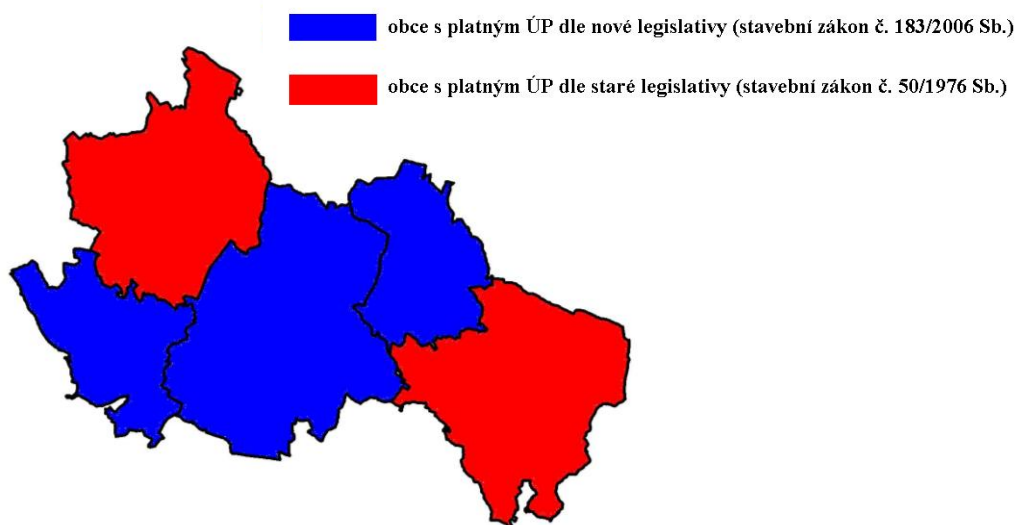 obce s platným ÚP dle nové legislativy (stavební zákon č. 183/2006 Sb.)
obce s platným ÚP dle staré legislativy (stavební zákon č. 50/1976 Sb.)